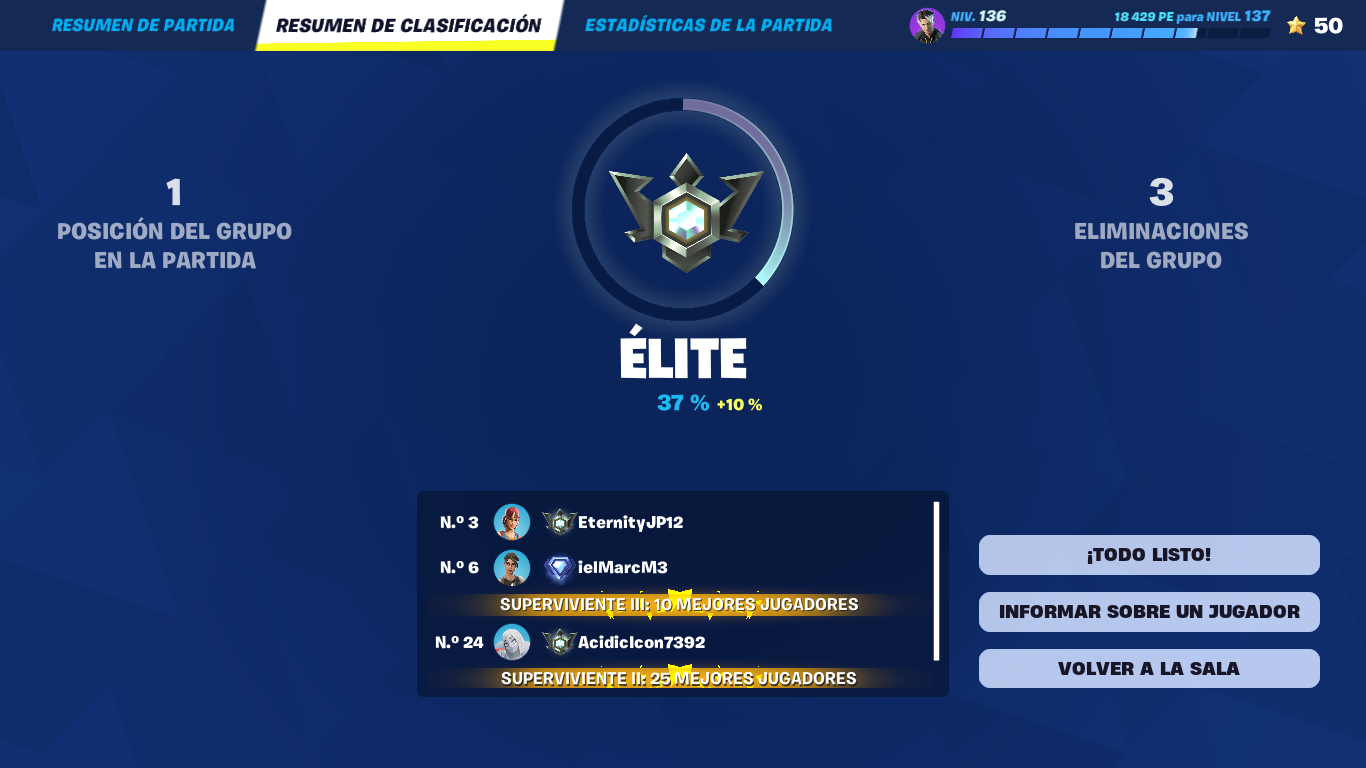 RESUMEN DE PARTIDA
RESUMEN DE CLASIFICACIÓN
ESTADÍSTICAS DE LA PARTIDA
NIV. 136
18 429 PE para NIVEL 137
50
1
POSICIÓN DEL GRUPO
EN LA PARTIDA
3
ELIMINACIONES
DEL GRUPO
ÉLITE
37 % +10 %
N.º 3 EternityJP12
N.º 6 ielMarcM3
SUPERVIVIENTE III: 10 MEJORES JUGADORES
N.º 24 AcidicIcon7392
SUPERVIVIENTE II: 25 MEJORES JUGADORES
¡TODO LISTO!
INFORMAR SOBRE UN JUGADOR
VOLVER A LA SALA